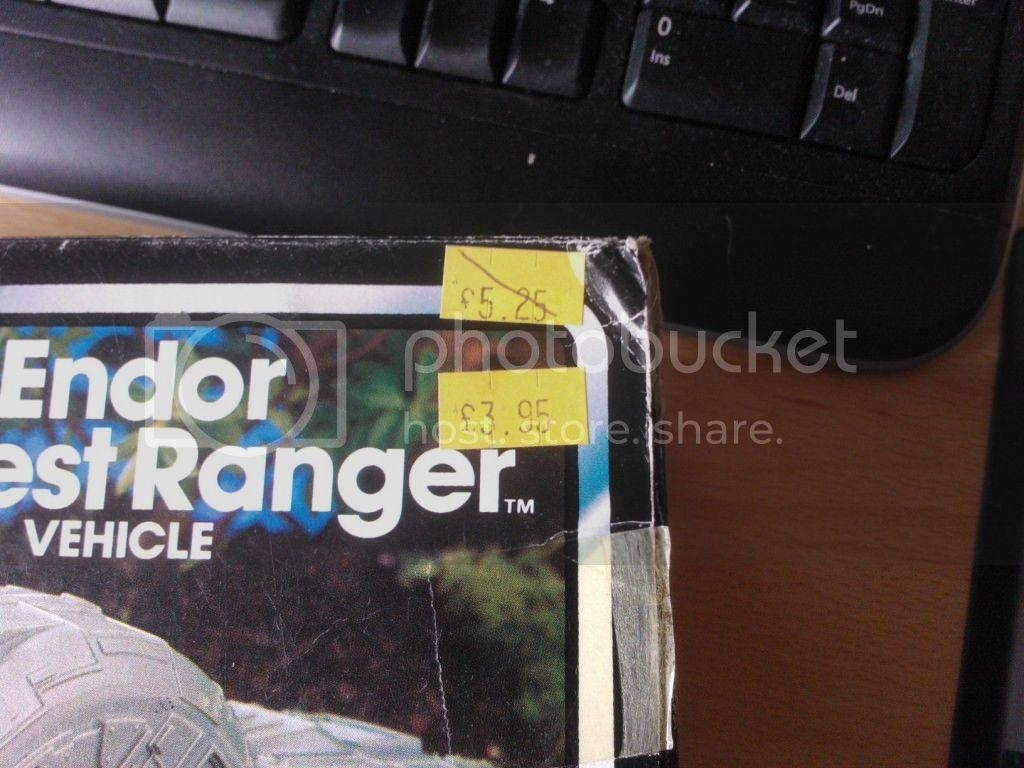 PgDn
0
Ins
Del
£5.25
Endor
£3.95
est Ranger™
VEHICLE
photobucket
host. store. share.